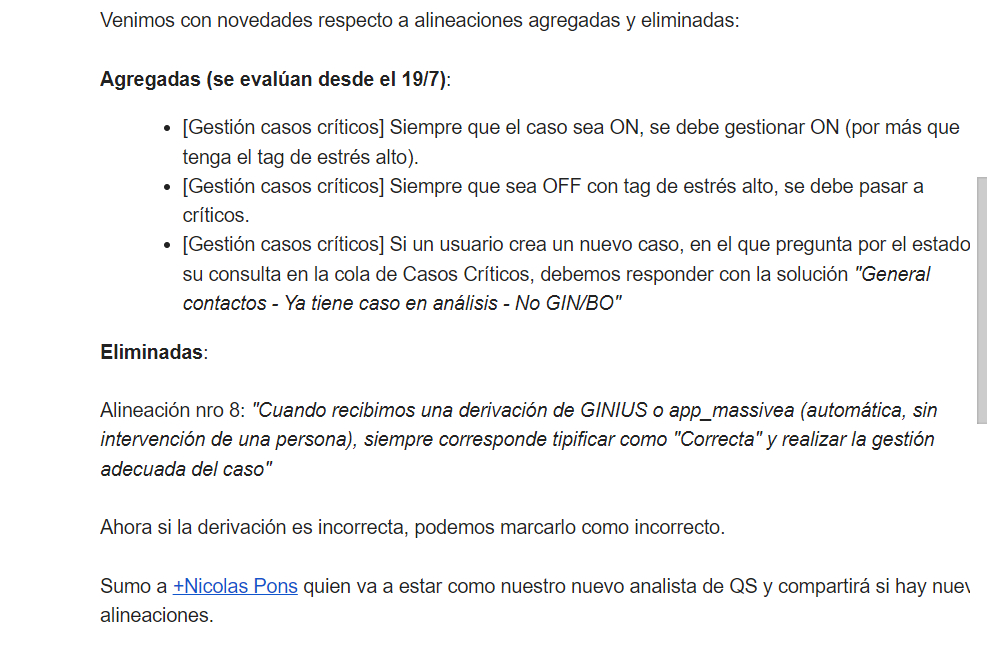 Venimos con novedades respecto a alineaciones agregadas y eliminadas:
Agregadas (se evalúan desde el 19/7):
• [Gestión casos críticos] Siempre que el caso sea ON, se debe gestionar ON (por más que
tenga el tag de estrés alto).
• [Gestión casos críticos] Siempre que sea OFF con tag de estrés alto, se debe pasar a
críticos.
• [Gestión casos críticos] Si un usuario crea un nuevo caso, en el que pregunta por el estado
su consulta en la cola de Casos Críticos, debemos responder con la solución "General
contactos - Ya tiene caso en análisis - No GIN/BO"
Eliminadas:
Alineación nro 8: "Cuando recibimos una derivación de GINIUS o app_massivea (automática, sin
intervención de una persona), siempre corresponde tipificar como "Correcta" y realizar la gestión
adecuada del caso"
Ahora si la derivación es incorrecta, podemos marcarlo como incorrecto.
Sumo a +Nicolas Pons quien va a estar como nuestro nuevo analista de QS y compartirá si hay
alineaciones.